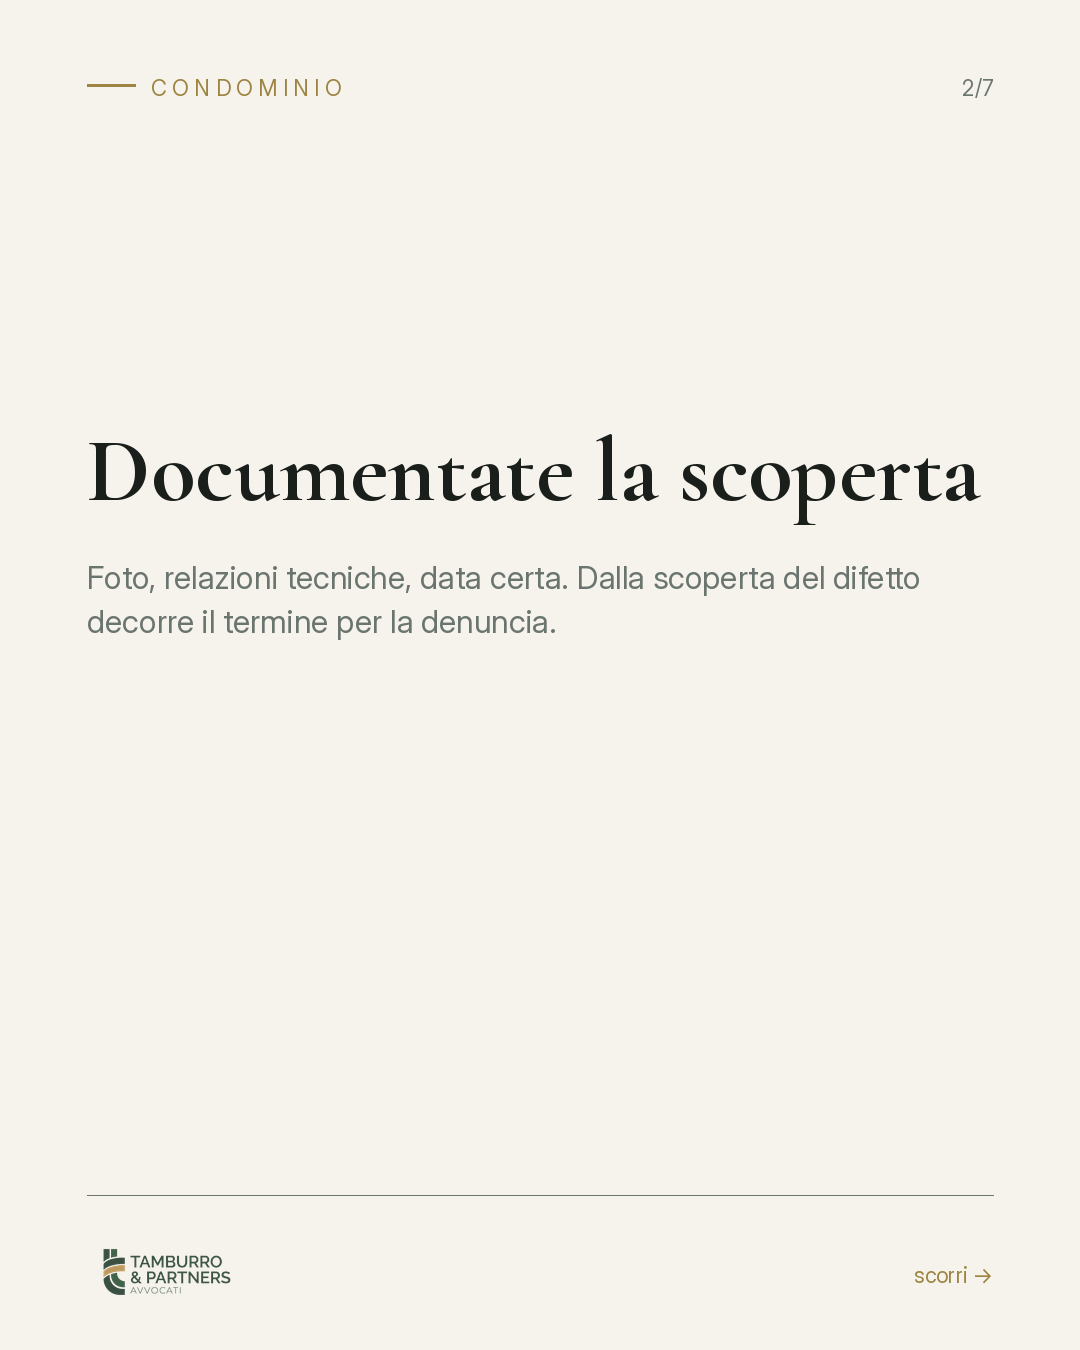 CONDOMINIO
2/7
Documentate la scoperta
Foto, relazioni tecniche, data certa. Dalla scoperta del difetto
decorre il termine per la denuncia.
TAMBURRO
& PARTNERS
AVVOCATI
scorri →